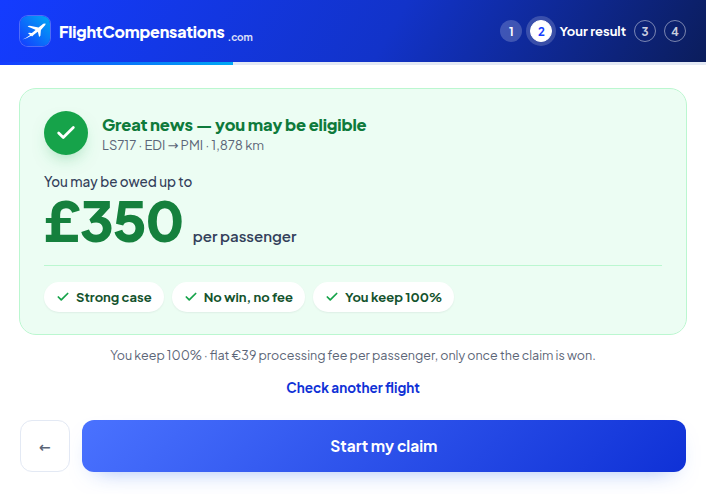 FlightCompensations .com
1 2 Your result 3 4
Great news — you may be eligible
LS717 · EDI → PMI · 1,878 km
You may be owed up to
£350 per passenger
Strong case No win, no fee You keep 100%
You keep 100% · flat €39 processing fee per passenger, only once the claim is won.
Check another flight
← Start my claim